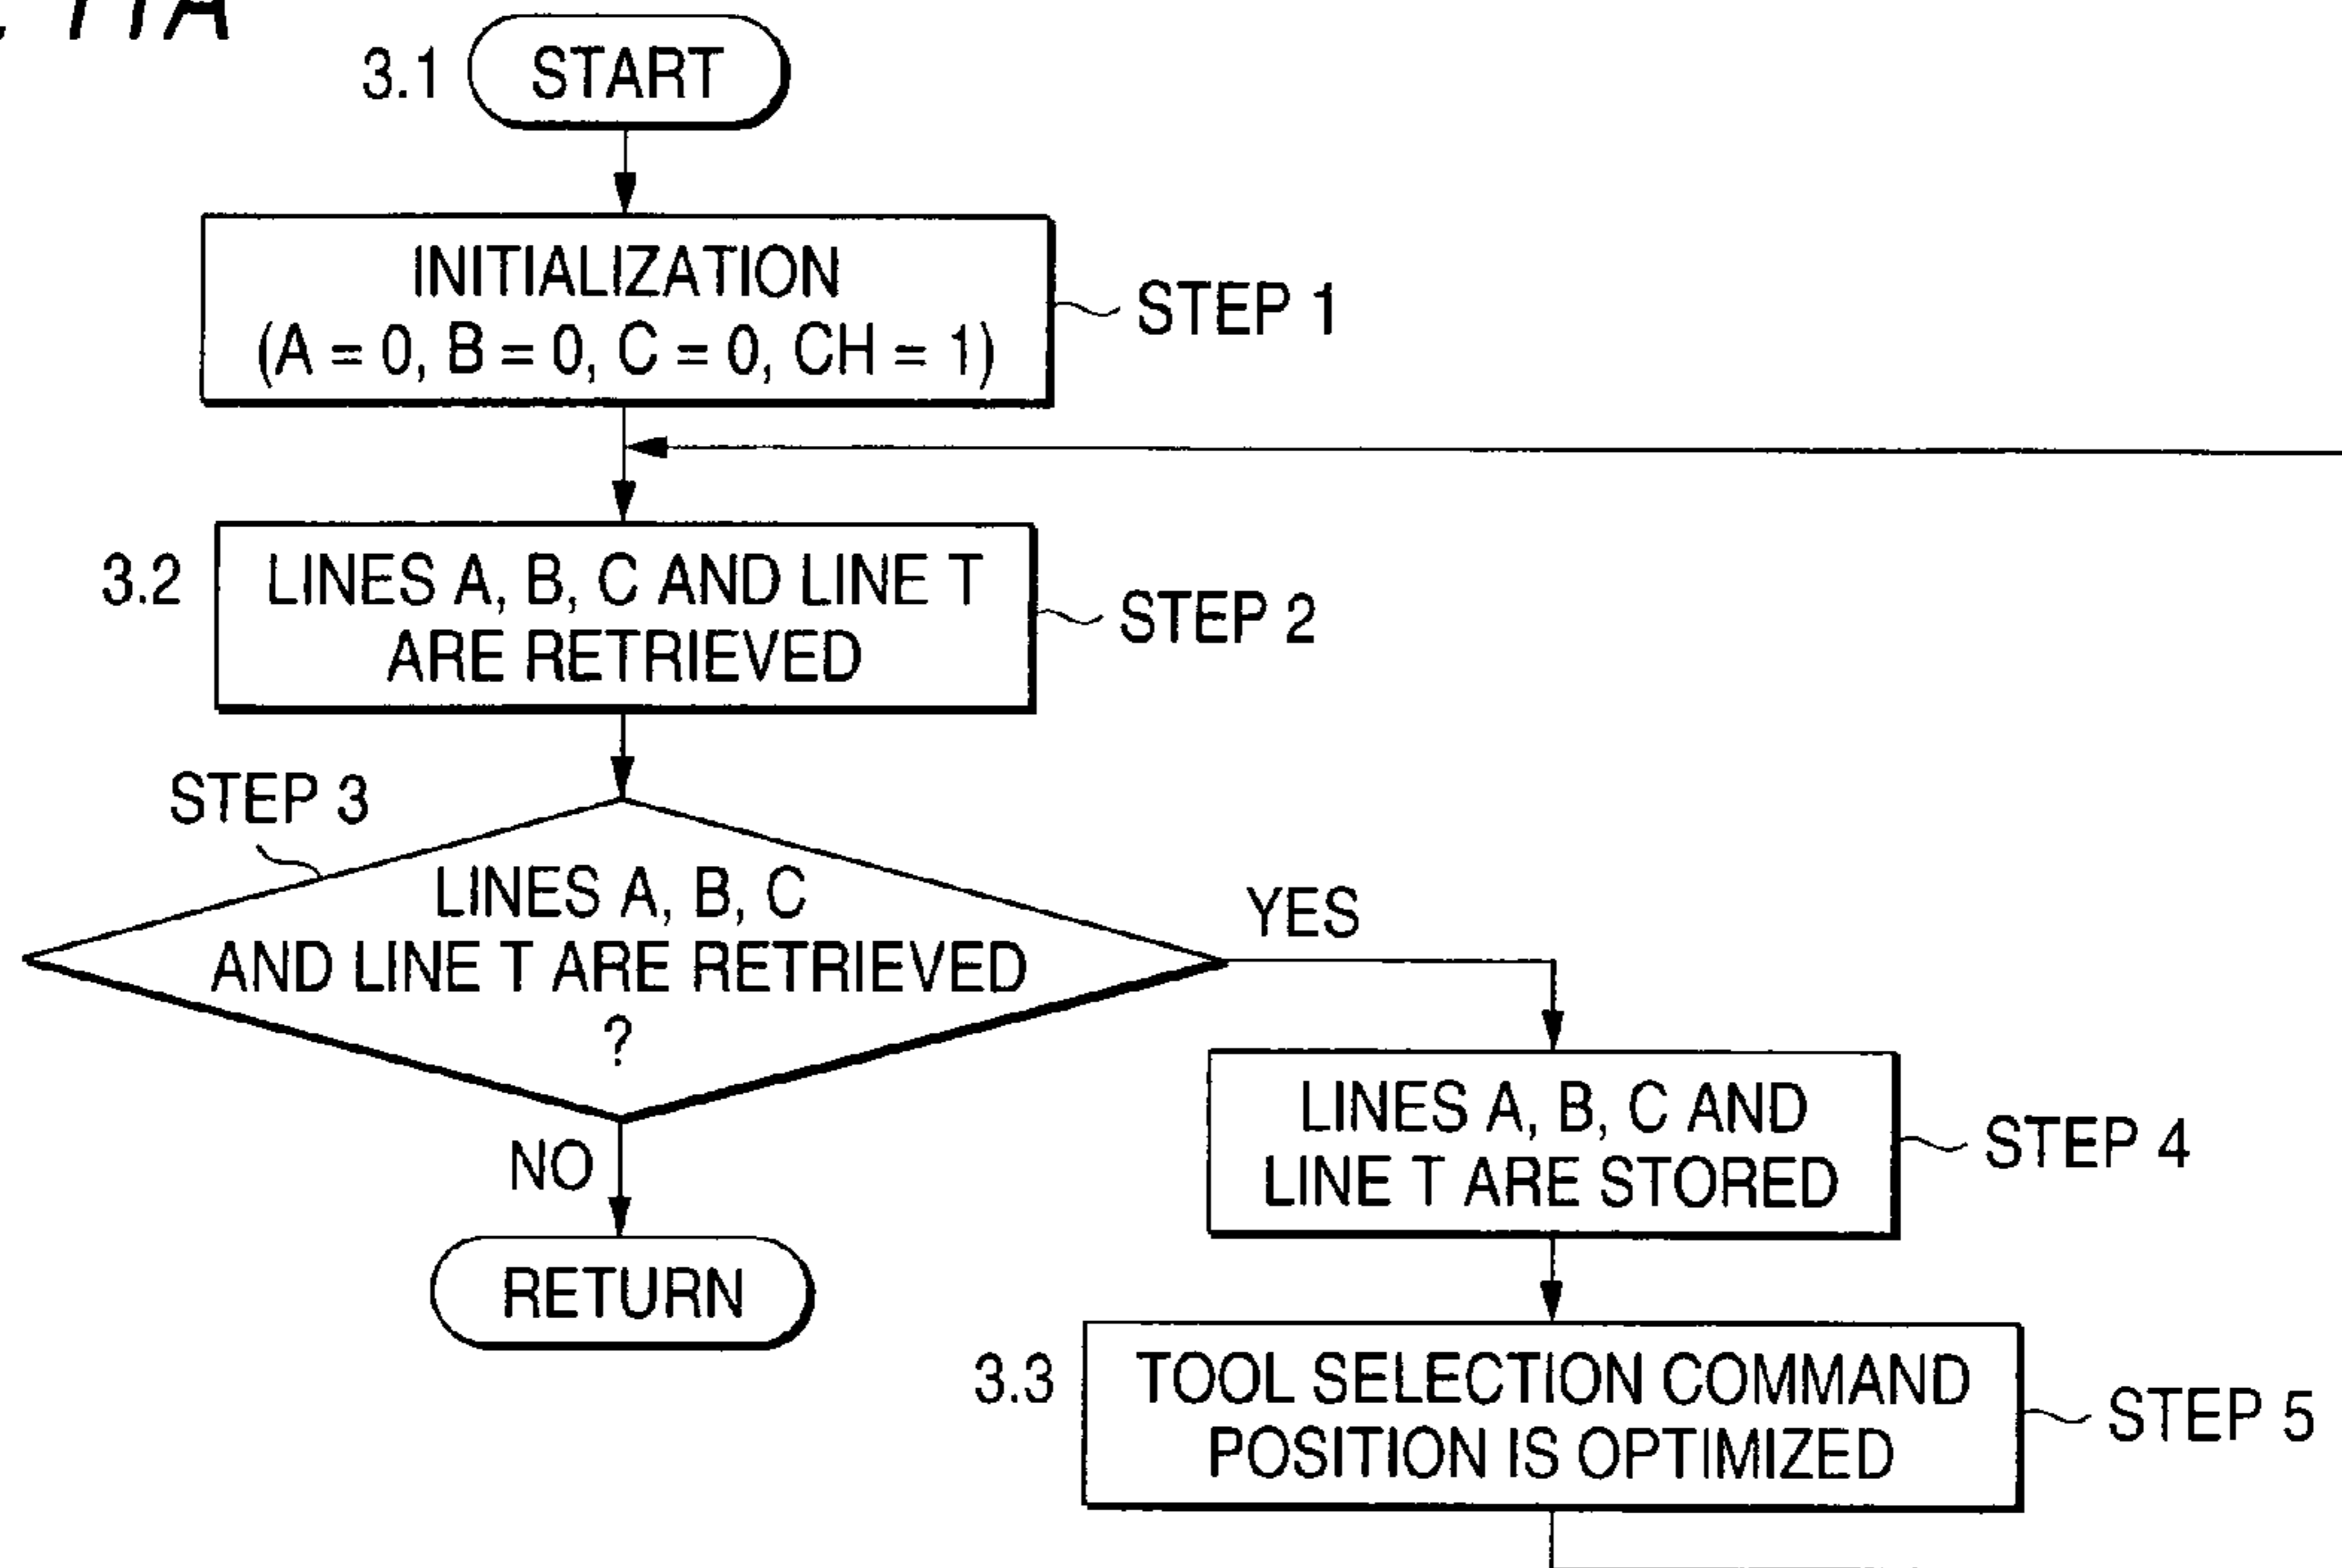 11A
3.1
START
INITIALIZATION
(A = 0, B = 0, C = 0, CH = 1)
STEP 1
3.2
LINES A, B, C AND LINE T
ARE RETRIEVED
STEP 2
STEP 3
LINES A, B, C
AND LINE T ARE RETRIEVED
?
YES
NO
RETURN
LINES A, B, C AND
LINE T ARE STORED
STEP 4
3.3
TOOL SELECTION COMMAND
POSITION IS OPTIMIZED
STEP 5